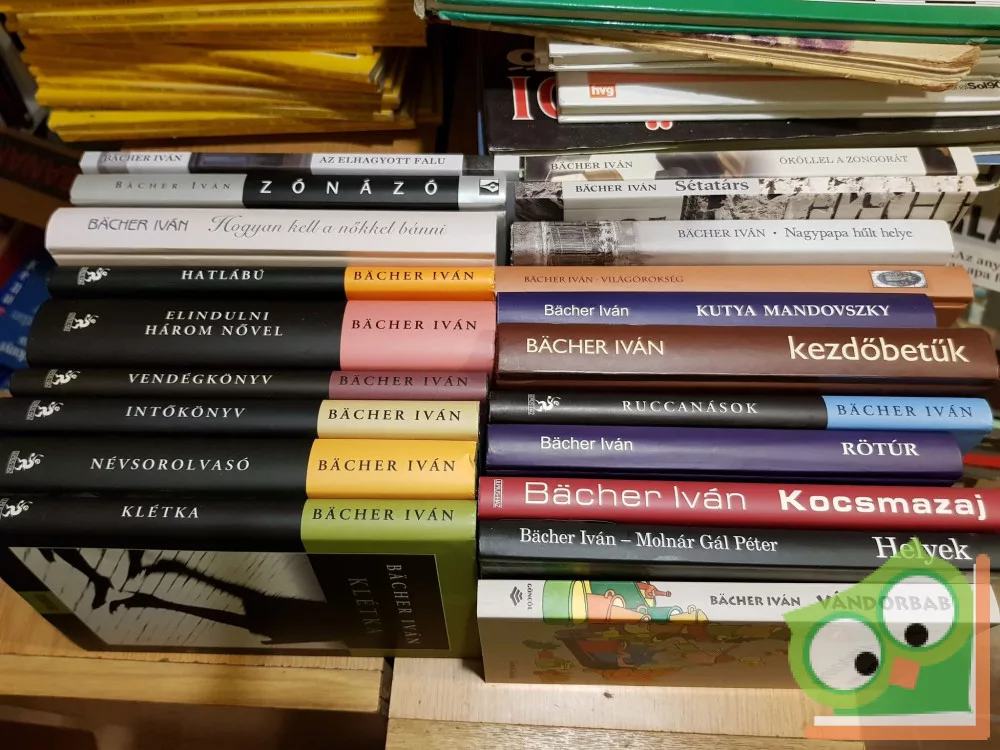 BÄCHER IVÁN AZ ELHAGYOTT FALU
BÄCHER IVÁN ZÓNÁZÓ
BÄCHER IVÁN Hogyan kell a nőkkel bánni
HATLÁBÚ BÄCHER IVÁN
ELINDULNI
HÁROM NŐVEL BÄCHER IVÁN
VENDÉGKÖNYV BÄCHER IVÁN
INTŐKÖNYV BÄCHER IVÁN
NÉVSOROLVASÓ BÄCHER IVÁN
KLÉTKA BÄCHER IVÁN
BÄCHER IVÁN
KLÉTKA
hvg
BÄCHER IVÁN ÖKÖLLEL A ZONGORÁT
BÄCHER IVÁN Sétatárs
BÄCHER IVÁN • Nagypapa hűlt helye
BÄCHER IVÁN · VILÁGÖRÖKSÉG
Bächer Iván KUTYA MANDOVSZKY
BÄCHER IVÁN kezdőbetűk
RUCCANÁSOK BÄCHER IVÁN
Bächer Iván RÖTÚR
Bächer Iván Kocsmazaj
Bächer Iván – Molnár Gál Péter Helyek
GÖNCÖL BÄCHER IVÁN VÁNDORBAB